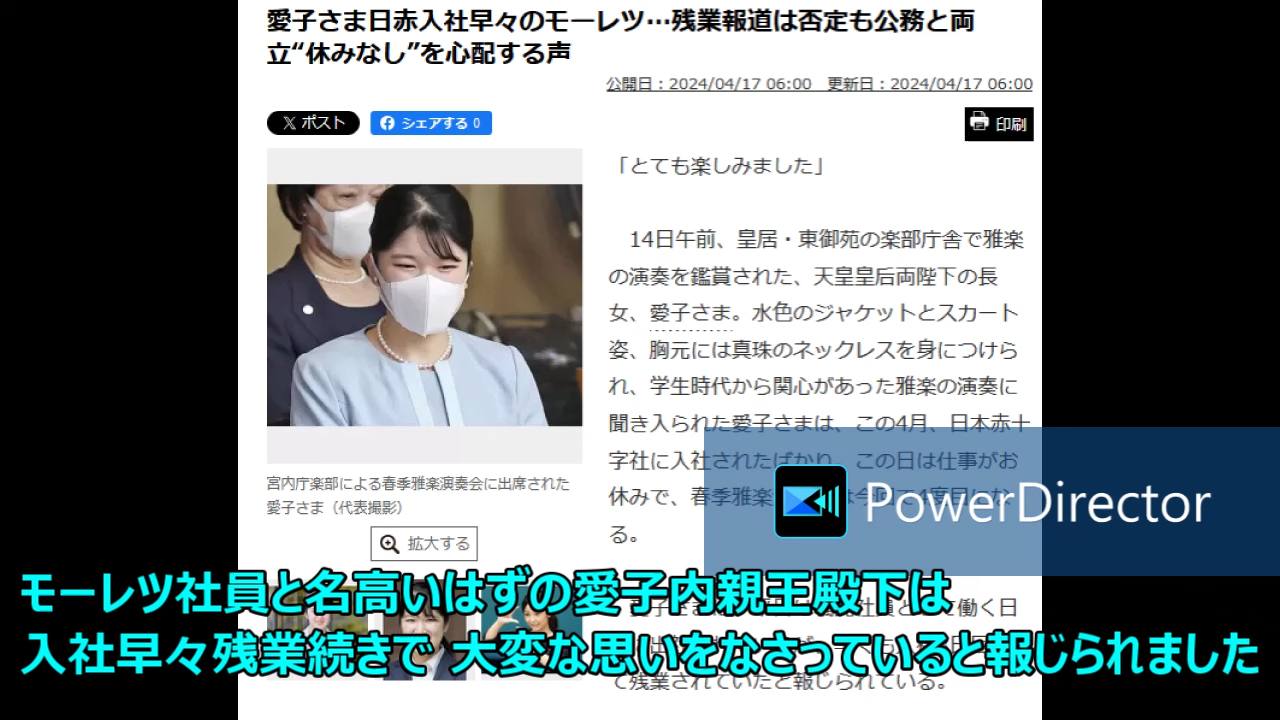 愛子さま日赤入社早々のモーレツ…残業報道は否定も公務と両
立“休みなし”を心配する声
公開日：2024/04/17 06:00　更新日：2024/04/17 06:00
ポスト
シェアする 0
印刷
「とても楽しみました」
14日午前、皇居・東御苑の楽部庁舎で雅楽
の演奏を鑑賞された、天皇皇后両陛下の長
女、愛子さま。水色のジャケットとスカート
姿、胸元には真珠のネックレスを身につけら
れ、学生時代から関心があった雅楽の演奏に
聞き入られた愛子さまは、この4月、日本赤十
字社に入社されたばかり。この日は仕事がお
休みで、春季雅楽
る。
宮内庁楽部による春季雅楽演奏会に出席された
愛子さま（代表撮影）
拡大する
PowerDirector
モーレツ社員と名高いはずの愛子内親王殿下は
入社早々残業続きで 大変な思いをなさっていると報じられました
て残業されていたと報じられている。